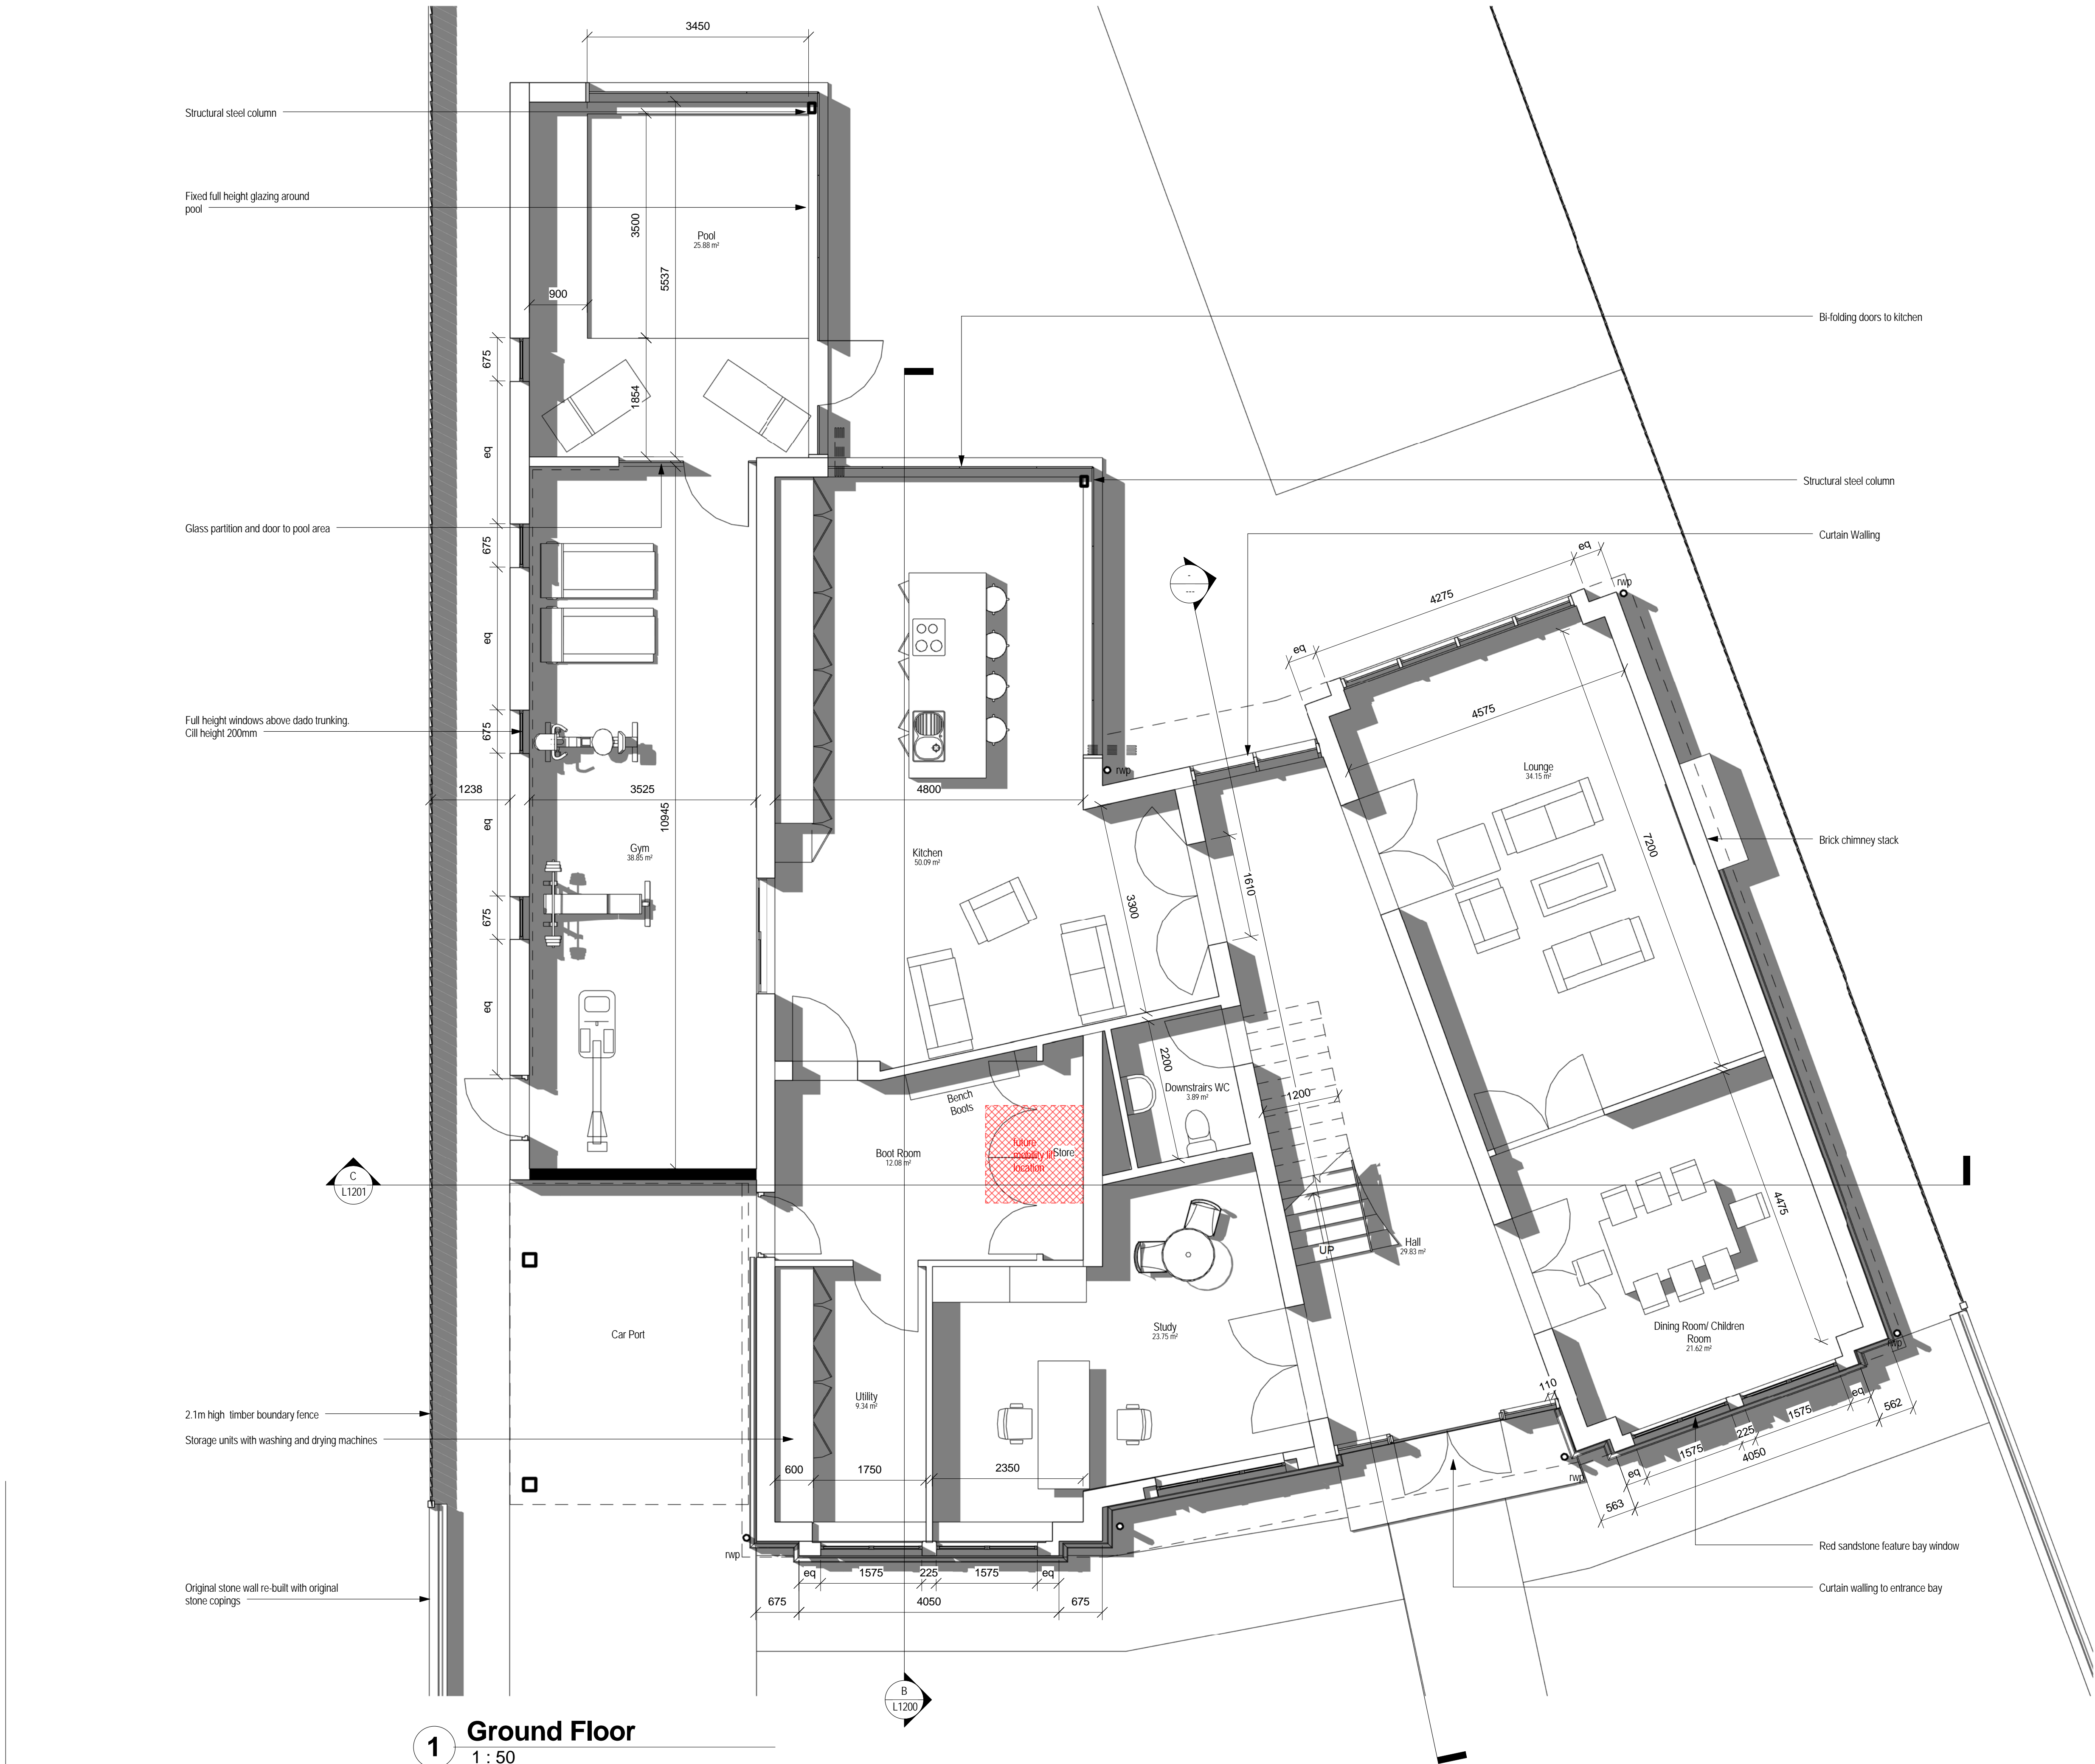 3450
Structural steel column
Fixed full height glazing around
pool
3500
Pool
25.88 m²
5537
900
Bi-folding doors to kitchen
675
1854
eq
Structural steel column
Glass partition and door to pool area
675
Curtain Walling
eq
-
---
eq
4275
rwp
eq
Full height windows above dado trunking.
Cill height 200mm
675
4575
rwp
Lounge
34.15 m²
1238
3525
4800
10945
eq
7200
Brick chimney stack
Gym
38.85 m²
Kitchen
50.09 m²
1610
3300
675
eq
2200
Downstrairs WC
3.89 m²
1200
Bench
Boots
future
mobility lift
location
Store
Boot Room
12.08 m²
C
L1201
4475
UP
Hall
29.83 m²
Car Port
Study
23.75 m²
Dining Room/ Children
Room
21.62 m²
rwp
110
Utility
9.34 m²
2.1m high  timber boundary fence
Storage units with washing and drying machines
600
1750
2350
eq
1575
225
1575
eq
562
4050
563
rwp
rwp
Red sandstone feature bay window
eq
1575
225
1575
eq
675
4050
675
Original stone wall re-built with original
stone copings
Curtain walling to entrance bay
B
L1200
1
Ground Floor
1 : 50